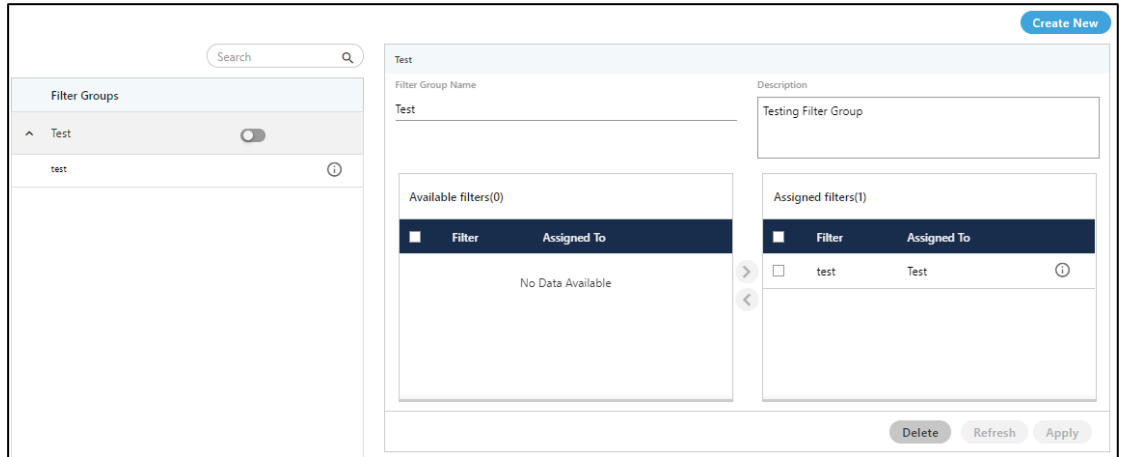 Create New
Search
Filter Groups
Test
test
Test
Filter Group Name
Test
Description
Testing Filter Group
Available filters(0)
Filter Assigned To
No Data Available
Assigned filters(1)
Filter Assigned To
test Test
Delete Refresh Apply